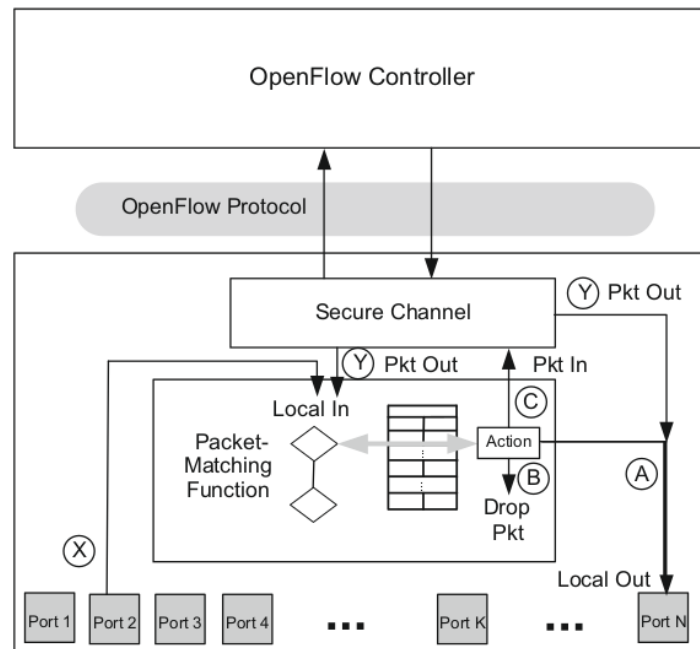 OpenFlow Controller
OpenFlow Protocol
Secure Channel
Y Pkt Out
Y Pkt Out
Pkt In
C
Local In
Packet-
Matching
Function
Action
A
B
Drop
Pkt
X
Local Out
Port 1
Port 2
Port 3
Port 4
...
Port K
...
Port N